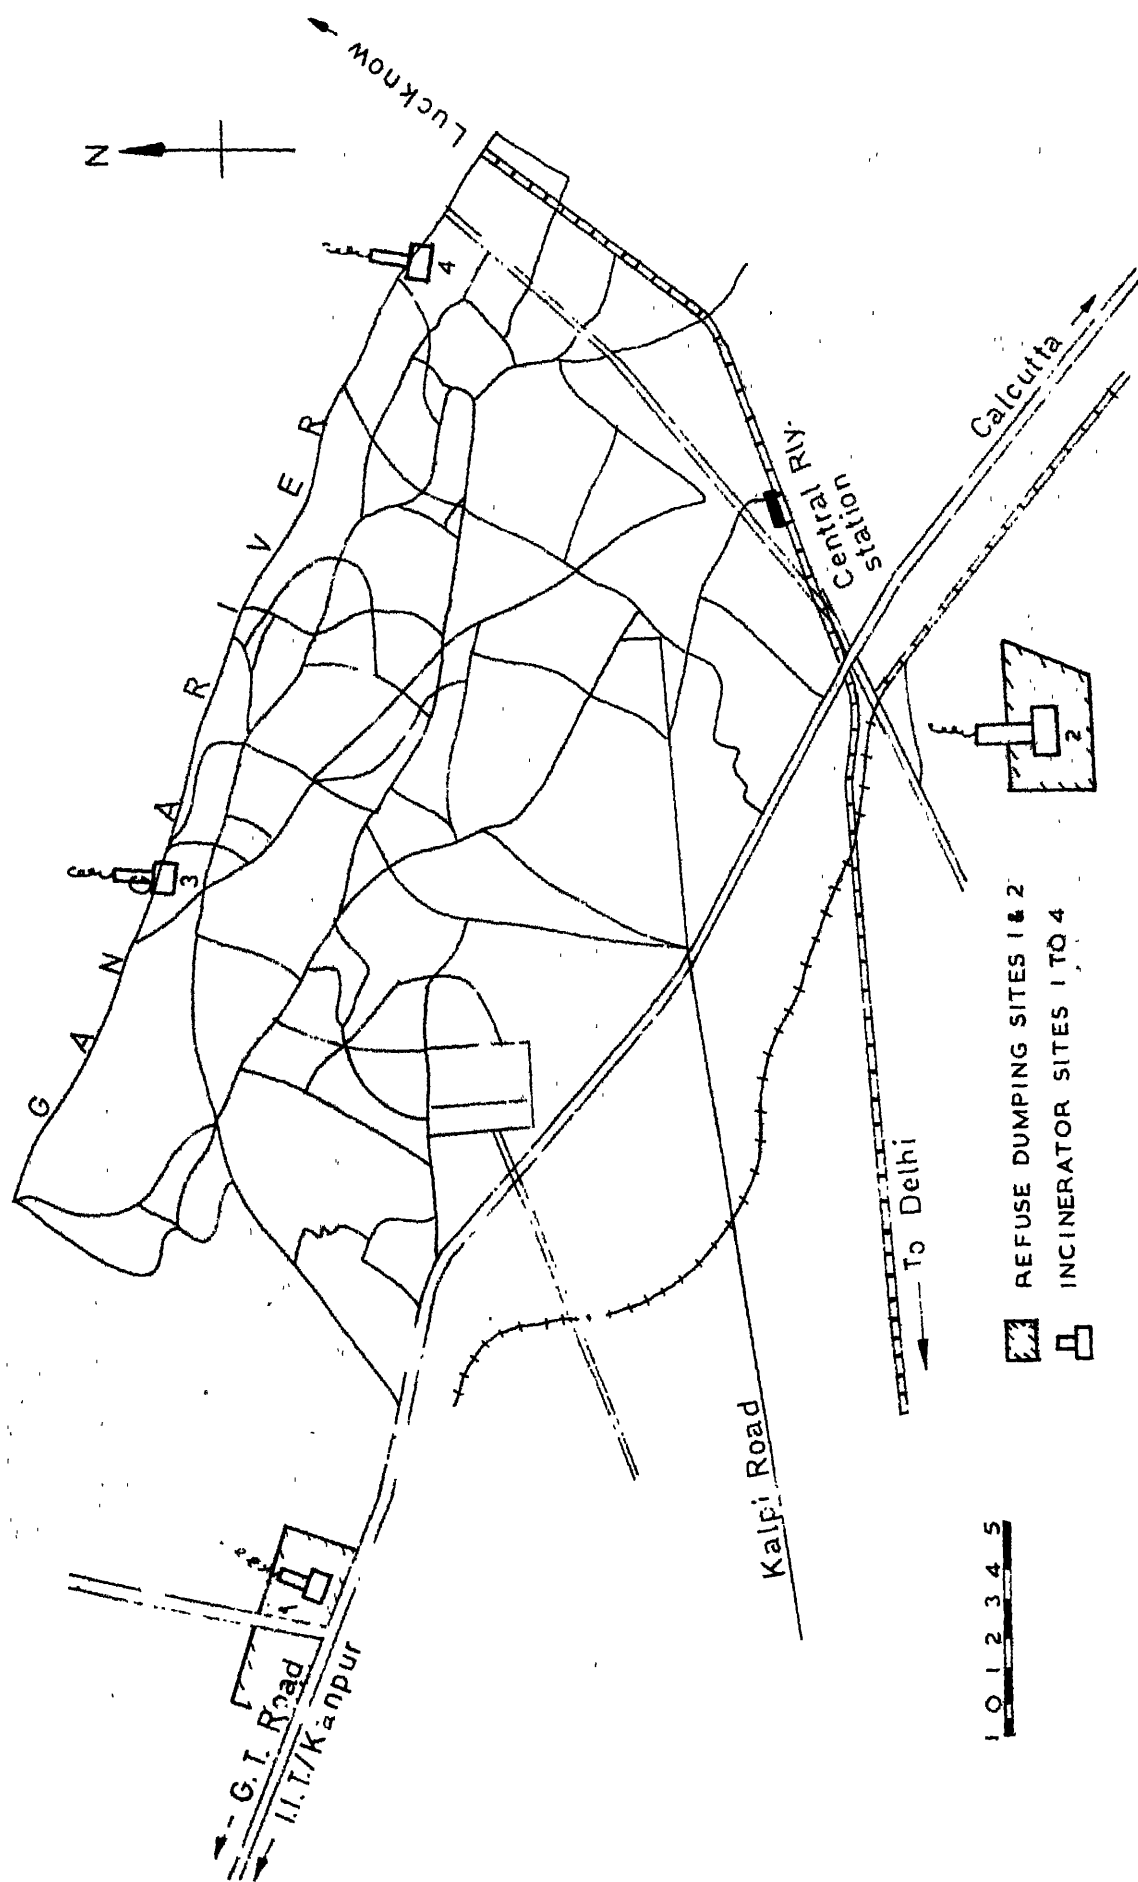 N
Lucknow
GANGA RIVER
4
3
Central Rly.
station
Calcutta
2
1
G.T. Road
I.I.T./Kanpur
Kalpi Road
To Delhi
REFUSE DUMPING SITES 1 & 2
INCINERATOR SITES 1 TO 4
1 0 1 2 3 4 5